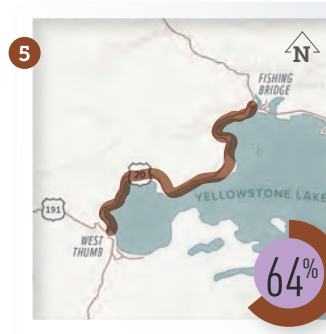 5
N
FISHING
BRIDGE
20
YELLOWSTONE LAKE
191
WEST
THUMB
64%